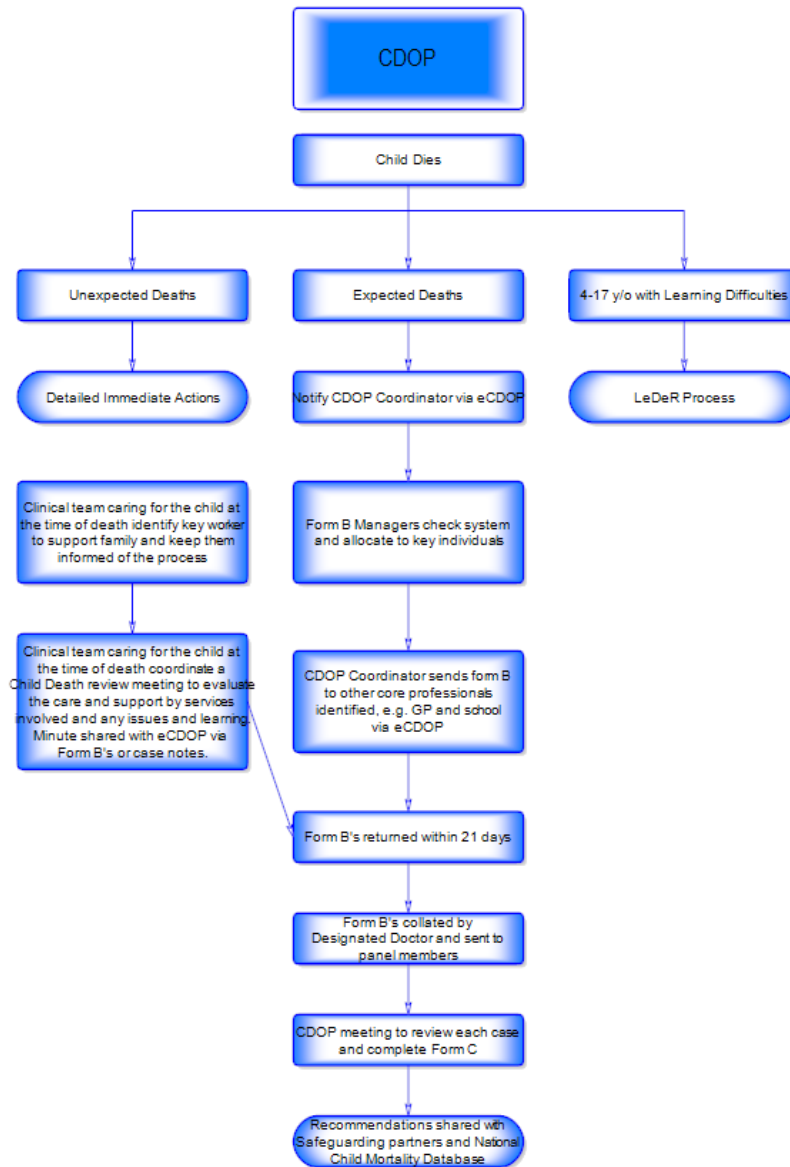 CDOP
Child Dies
Unexpected Deaths
Expected Deaths
4-17 y/o with Learning Difficulties
Detailed Immediate Actions
Notify CDOP Coordinator via eCDOP
LeDeR Process
Clinical team caring for the child at
the time of death identify key worker
to support family and keep them
informed of the process
Form B Managers check system
and allocate to key individuals
Clinical team caring for the child at
the time of death coordinate a
Child Death review meeting to evaluate
the care and support by services
involved and any issues and learning.
Minute shared with eCDOP via
Form B's or case notes.
CDOP Coordinator sends form B
to other core professionals
identified, e.g. GP and school
via eCDOP
Form B's returned within 21 days
Form B's collated by
Designated Doctor and sent to
panel members
CDOP meeting to review each case
and complete Form C
Recommendations shared with
Safeguarding partners and National
Child Mortality Database